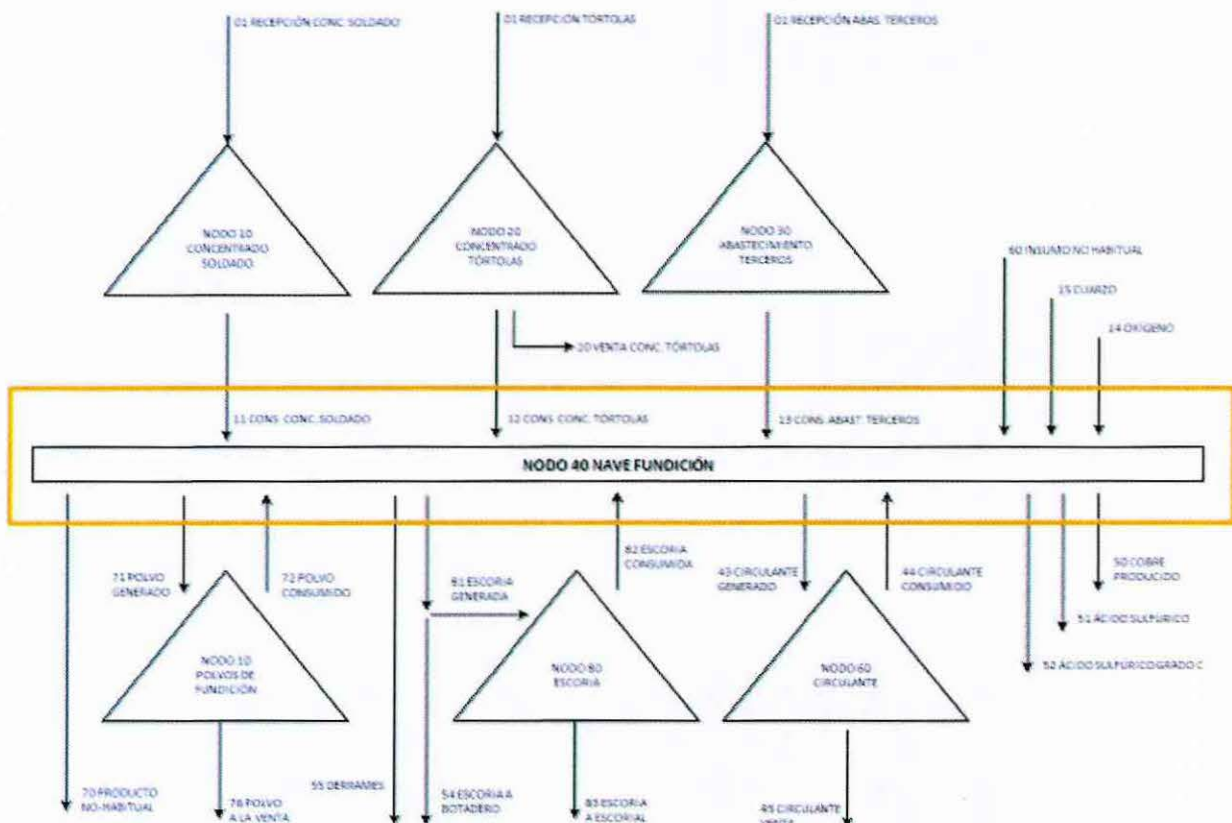 01 RECEPCIÓN CONC. SOLDADO
01 RECEPCIÓN TÓRTOLAS
01 RECEPCIÓN ABAS. TERCEROS
NODO 10
CONCENTRADO
SOLDADO
NODO 20
CONCENTRADO
TÓRTOLAS
NODO 30
ABASTECIMIENTO
TERCEROS
60 INSUMO NO HABITUAL
15 CUARZO
14 OXÍGENO
20 VENTA CONC. TÓRTOLAS
11 CONS. CONC. SOLDADO
12 CONS. CONC. TÓRTOLAS
13 CONS. ABAST. TERCEROS
NODO 40 NAVE FUNDICIÓN
71 POLVO
GENERADO
72 POLVO
CONSUMIDO
81 ESCORIA
GENERADA
82 ESCORIA
CONSUMIDA
43 CIRCULANTE
GENERADO
44 CIRCULANTE
CONSUMIDO
50 COBRE
PRODUCIDO
51 ÁCIDO SULFÚRICO
52 ÁCIDO SULFÚRICO GRADO C
NODO 10
POLVOS DE
FUNDICIÓN
NODO 80
ESCORIA
NODO 60
CIRCULANTE
70 PRODUCTO
NO-HABITUAL
76 POLVO
A LA VENTA
55 DERRAMES
54 ESCORIA A
BOTADERO
83 ESCORIA
A ESCORIAL
45 CIRCULANTE
VENTA